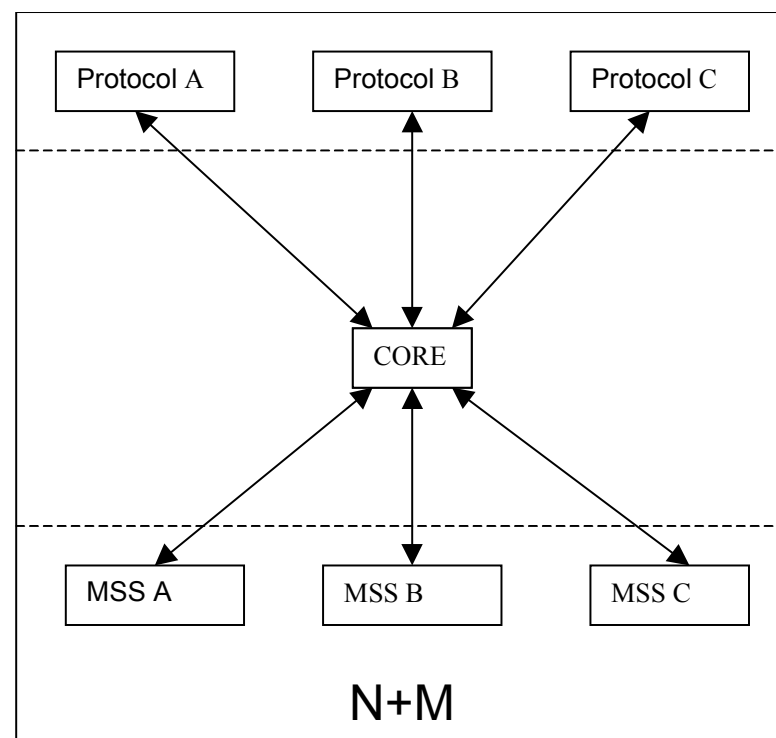 Protocol A
Protocol B
Protocol C
CORE
MSS A
MSS B
MSS C
N+M